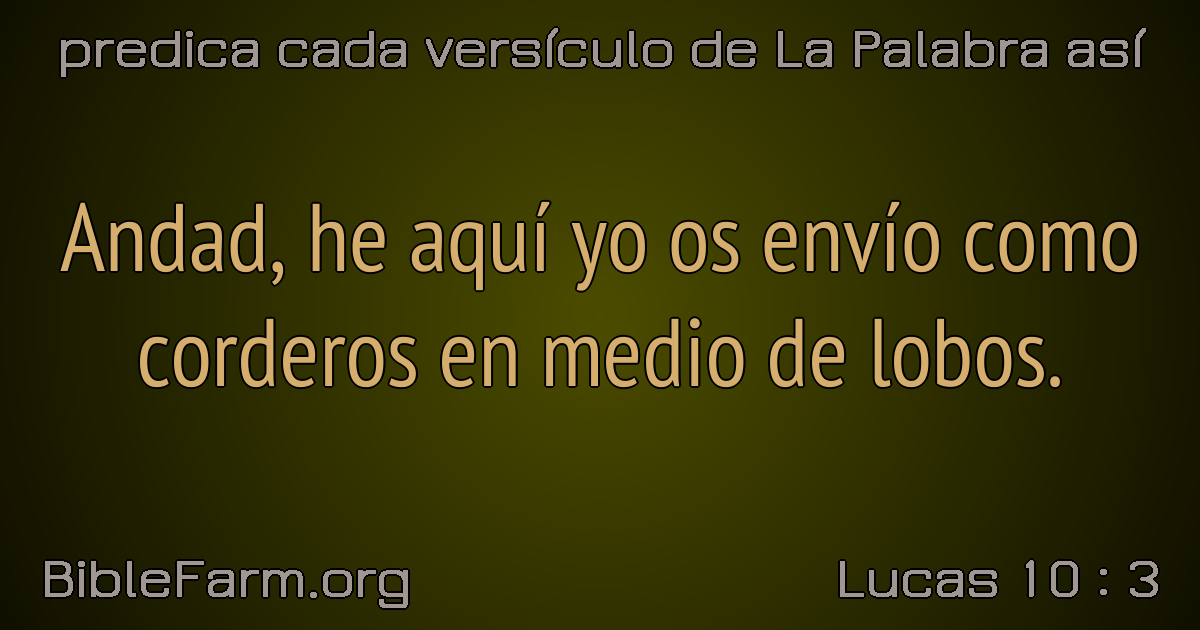 predica cada versículo de La Palabra así
Andad, he aquí yo os envío como
corderos en medio de lobos.
BibleFarm.org
Lucas 10 : 3